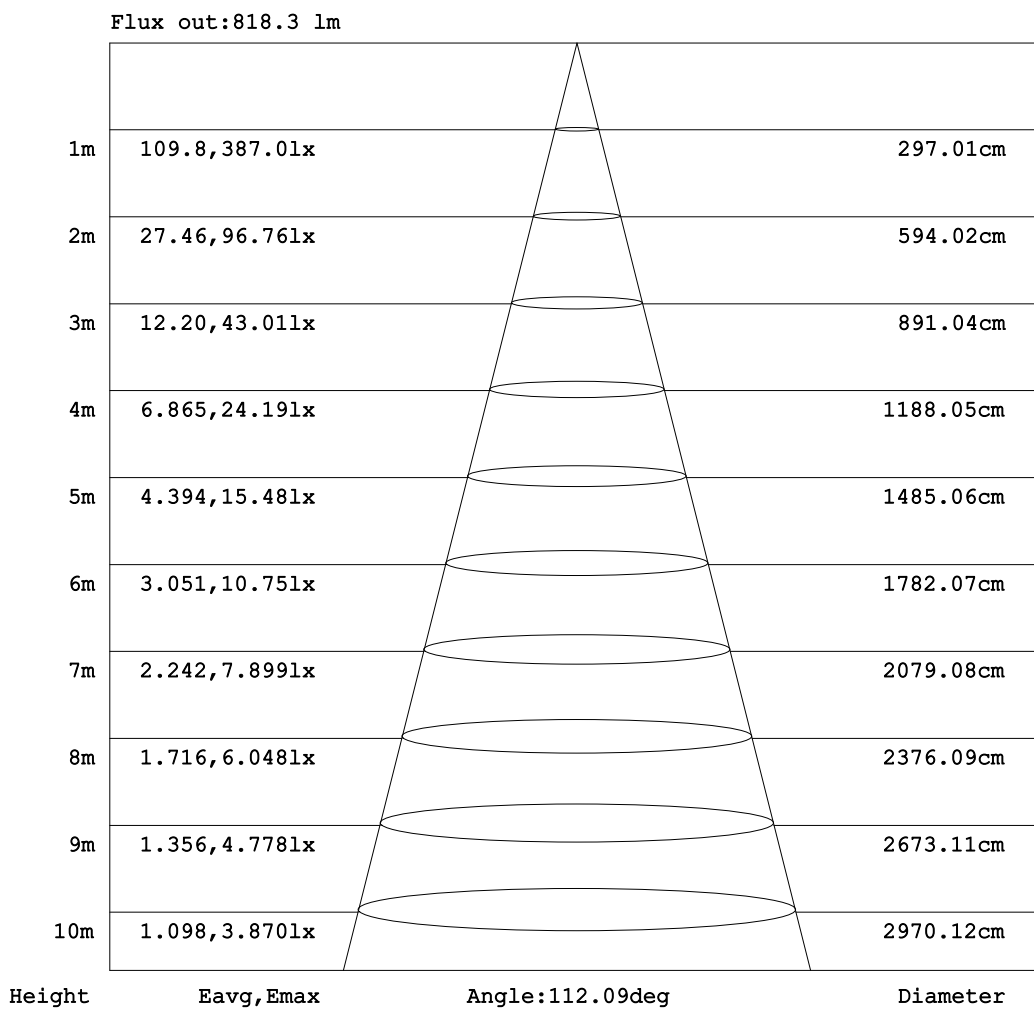 Flux out:818.3 lm
1m 109.8,387.0lx 297.01cm
2m 27.46,96.76lx 594.02cm
3m 12.20,43.01lx 891.04cm
4m 6.865,24.19lx 1188.05cm
5m 4.394,15.48lx 1485.06cm
6m 3.051,10.75lx 1782.07cm
7m 2.242,7.899lx 2079.08cm
8m 1.716,6.048lx 2376.09cm
9m 1.356,4.778lx 2673.11cm
10m 1.098,3.870lx 2970.12cm
Height Eavg,Emax Angle:112.09deg Diameter